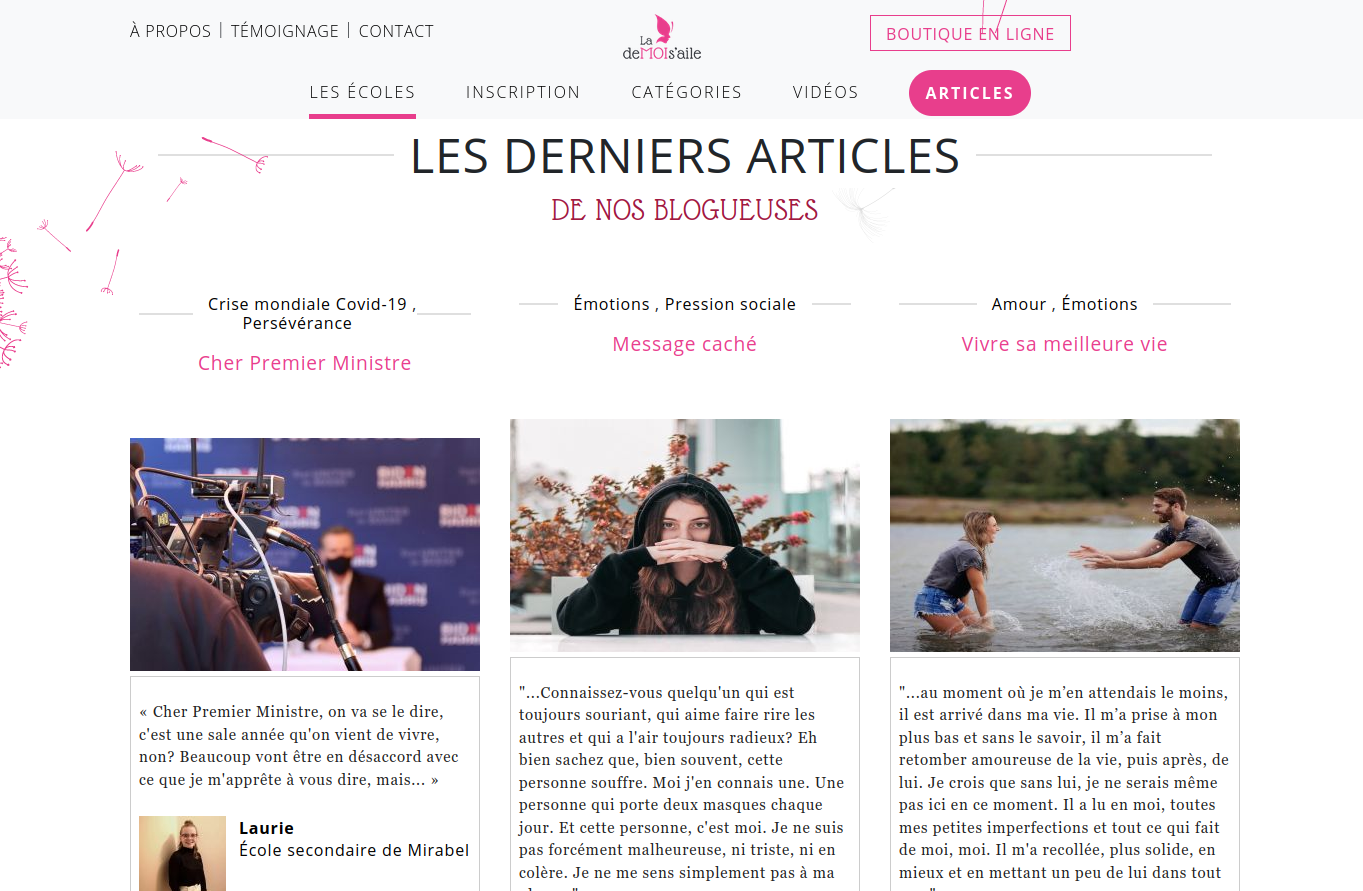 À PROPOS | TÉMOIGNAGE | CONTACT
La
deMOIs'aile
BOUTIQUE EN LIGNE
LES ÉCOLES INSCRIPTION CATÉGORIES VIDÉOS ARTICLES
LES DERNIERS ARTICLES
DE NOS BLOGUEUSES
Crise mondiale Covid-19 ,
Persévérance
Cher Premier Ministre
BIDEN
HARRIS
« Cher Premier Ministre, on va se le dire,
c'est une sale année qu'on vient de vivre,
non? Beaucoup vont être en désaccord avec
ce que je m'apprête à vous dire, mais... »
Laurie
École secondaire de Mirabel
Émotions , Pression sociale
Message caché
"...Connaissez-vous quelqu'un qui est
toujours souriant, qui aime faire rire les
autres et qui a l'air toujours radieux? Eh
bien sachez que, bien souvent, cette
personne souffre. Moi j'en connais une. Une
personne qui porte deux masques chaque
jour. Et cette personne, c'est moi. Je ne suis
pas forcément malheureuse, ni triste, ni en
colère. Je ne me sens simplement pas à ma
Amour , Émotions
Vivre sa meilleure vie
"...au moment où je m’en attendais le moins,
il est arrivé dans ma vie. Il m’a prise à mon
plus bas et sans le savoir, il m’a fait
retomber amoureuse de la vie, puis après, de
lui. Je crois que sans lui, je ne serais même
pas ici en ce moment. Il a lu en moi, toutes
mes petites imperfections et tout ce qui fait
de moi, moi. Il m'a recollée, plus solide, en
mieux et en mettant un peu de lui dans tout